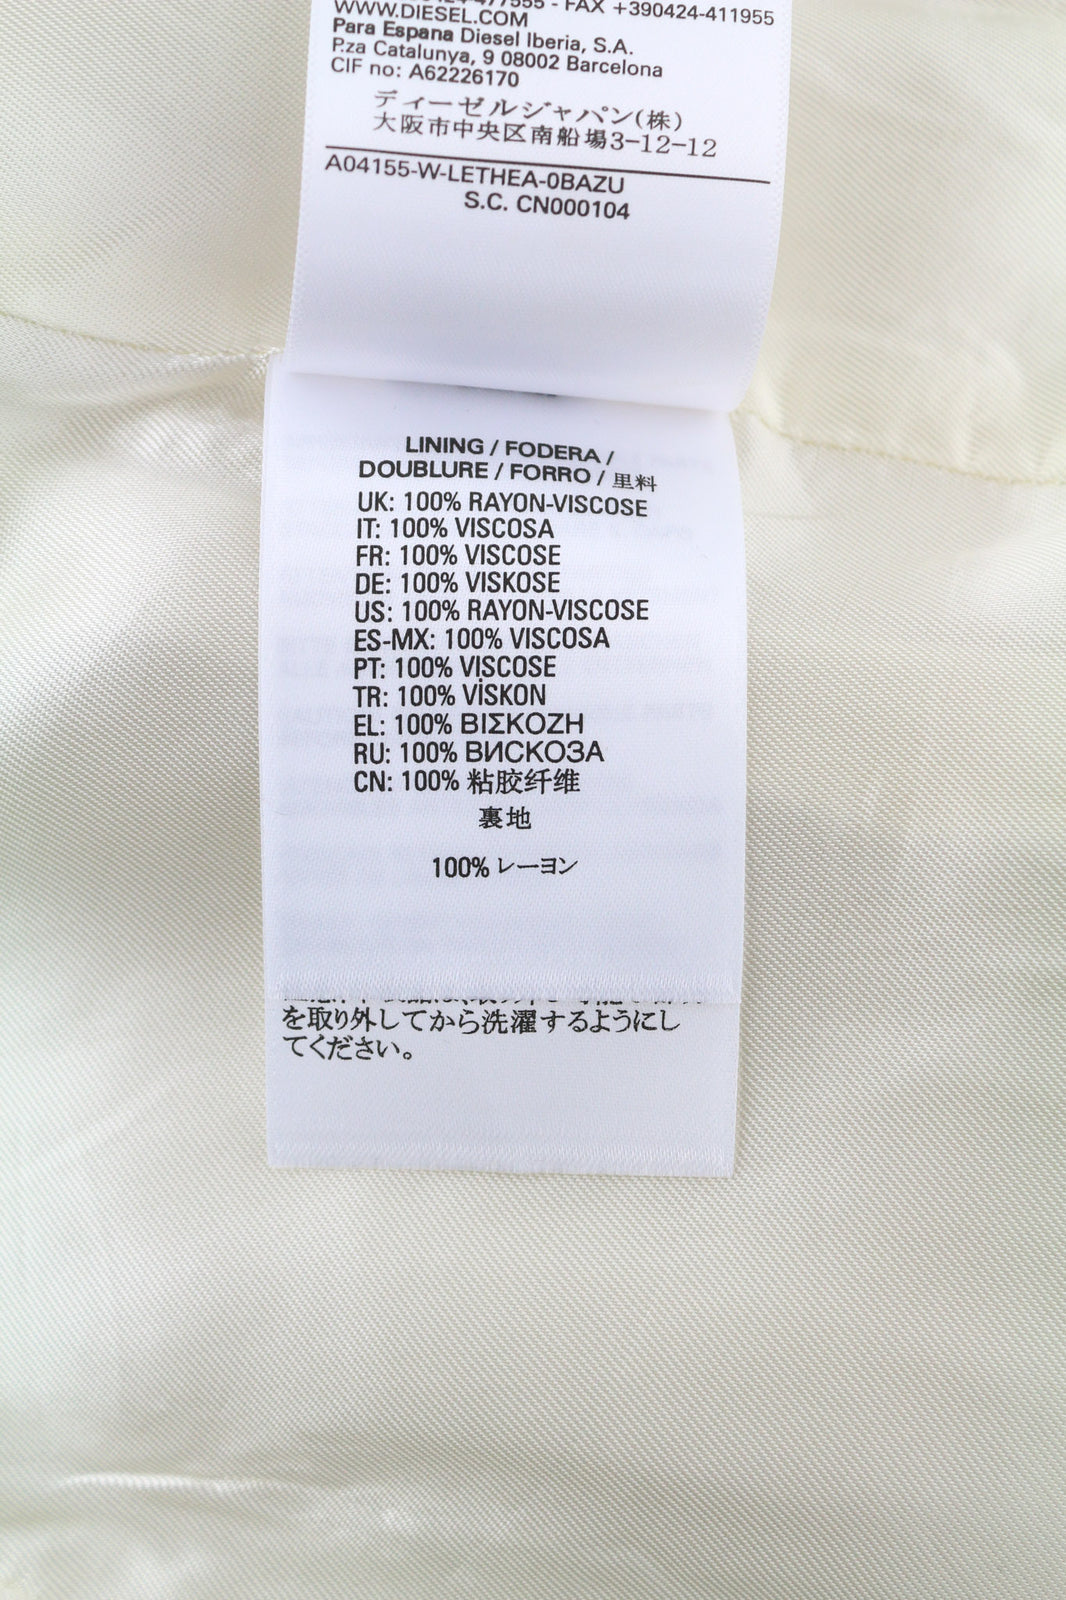 - FAX +390424-411955
WWW.DIESEL.COM
Para Espana Diesel Iberia, S.A.
P.za Catalunya, 9 08002 Barcelona
CIF no: A62226170
ディーゼルジャパン(株)
大阪市中央区南船場3-12-12
A04155-W-LETHEA-0BAZU
S.C. CN000104
LINING / FODERA /
DOUBLURE / FORRO / 里料
UK: 100% RAYON-VISCOSE
IT: 100% VISCOSA
FR: 100% VISCOSE
DE: 100% VISKOSE
US: 100% RAYON-VISCOSE
ES-MX: 100% VISCOSA
PT: 100% VISCOSE
TR: 100% VİSKON
EL: 100% ΒΙΣΚΟΖΗ
RU: 100% ВИСКОЗА
CN: 100% 粘胶纤维
裏地
100% レーヨン
を取り外してから洗濯するようにし
てください。